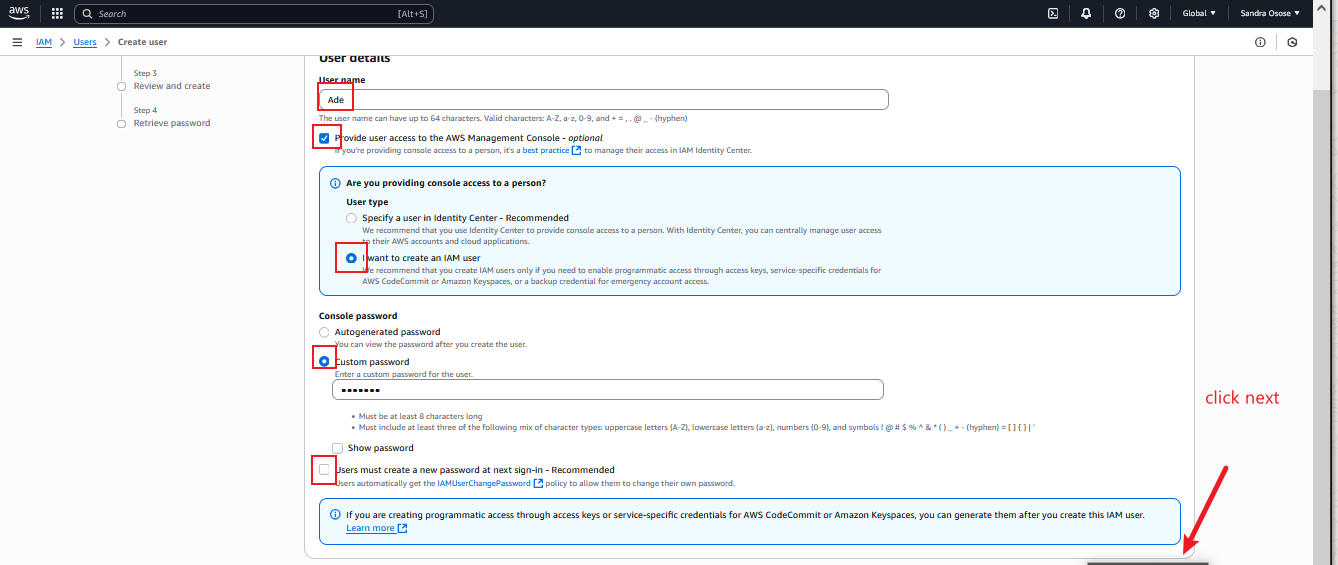 aws
Search [Alt+S]
Global
Sandra Osose
IAM > Users > Create user
Step 3
Review and create
Step 4
Retrieve password
User details
User name
Ade
The user name can have up to 64 characters. Valid characters: A-Z, a-z, 0-9, and + = , . @ _ - (hyphen)
Provide user access to the AWS Management Console - optional
If you're providing console access to a person, it's a best practice to manage their access in IAM Identity Center.
Are you providing console access to a person?
User type
Specify a user in Identity Center - Recommended
We recommend that you use Identity Center to provide console access to a person. With Identity Center, you can centrally manage user access
to their AWS accounts and cloud applications.
I want to create an IAM user
We recommend that you create IAM users only if you need to enable programmatic access through access keys, service-specific credentials for
AWS CodeCommit or Amazon Keyspaces, or a backup credential for emergency account access.
Console password
Autogenerated password
You can view the password after you create the user.
Custom password
Enter a custom password for the user.
•••••••
• Must be at least 8 characters long
• Must include at least three of the following mix of character types: uppercase letters (A-Z), lowercase letters (a-z), numbers (0-9), and symbols ! @ # $ % ^ & * ( ) _ + - (hyphen) = [ ] { } | '
Show password
Users must create a new password at next sign-in - Recommended
Users automatically get the IAMUserChangePassword policy to allow them to change their own password.
If you are creating programmatic access through access keys or service-specific credentials for AWS CodeCommit or Amazon Keyspaces, you can generate them after you create this IAM user.
Learn more
click next